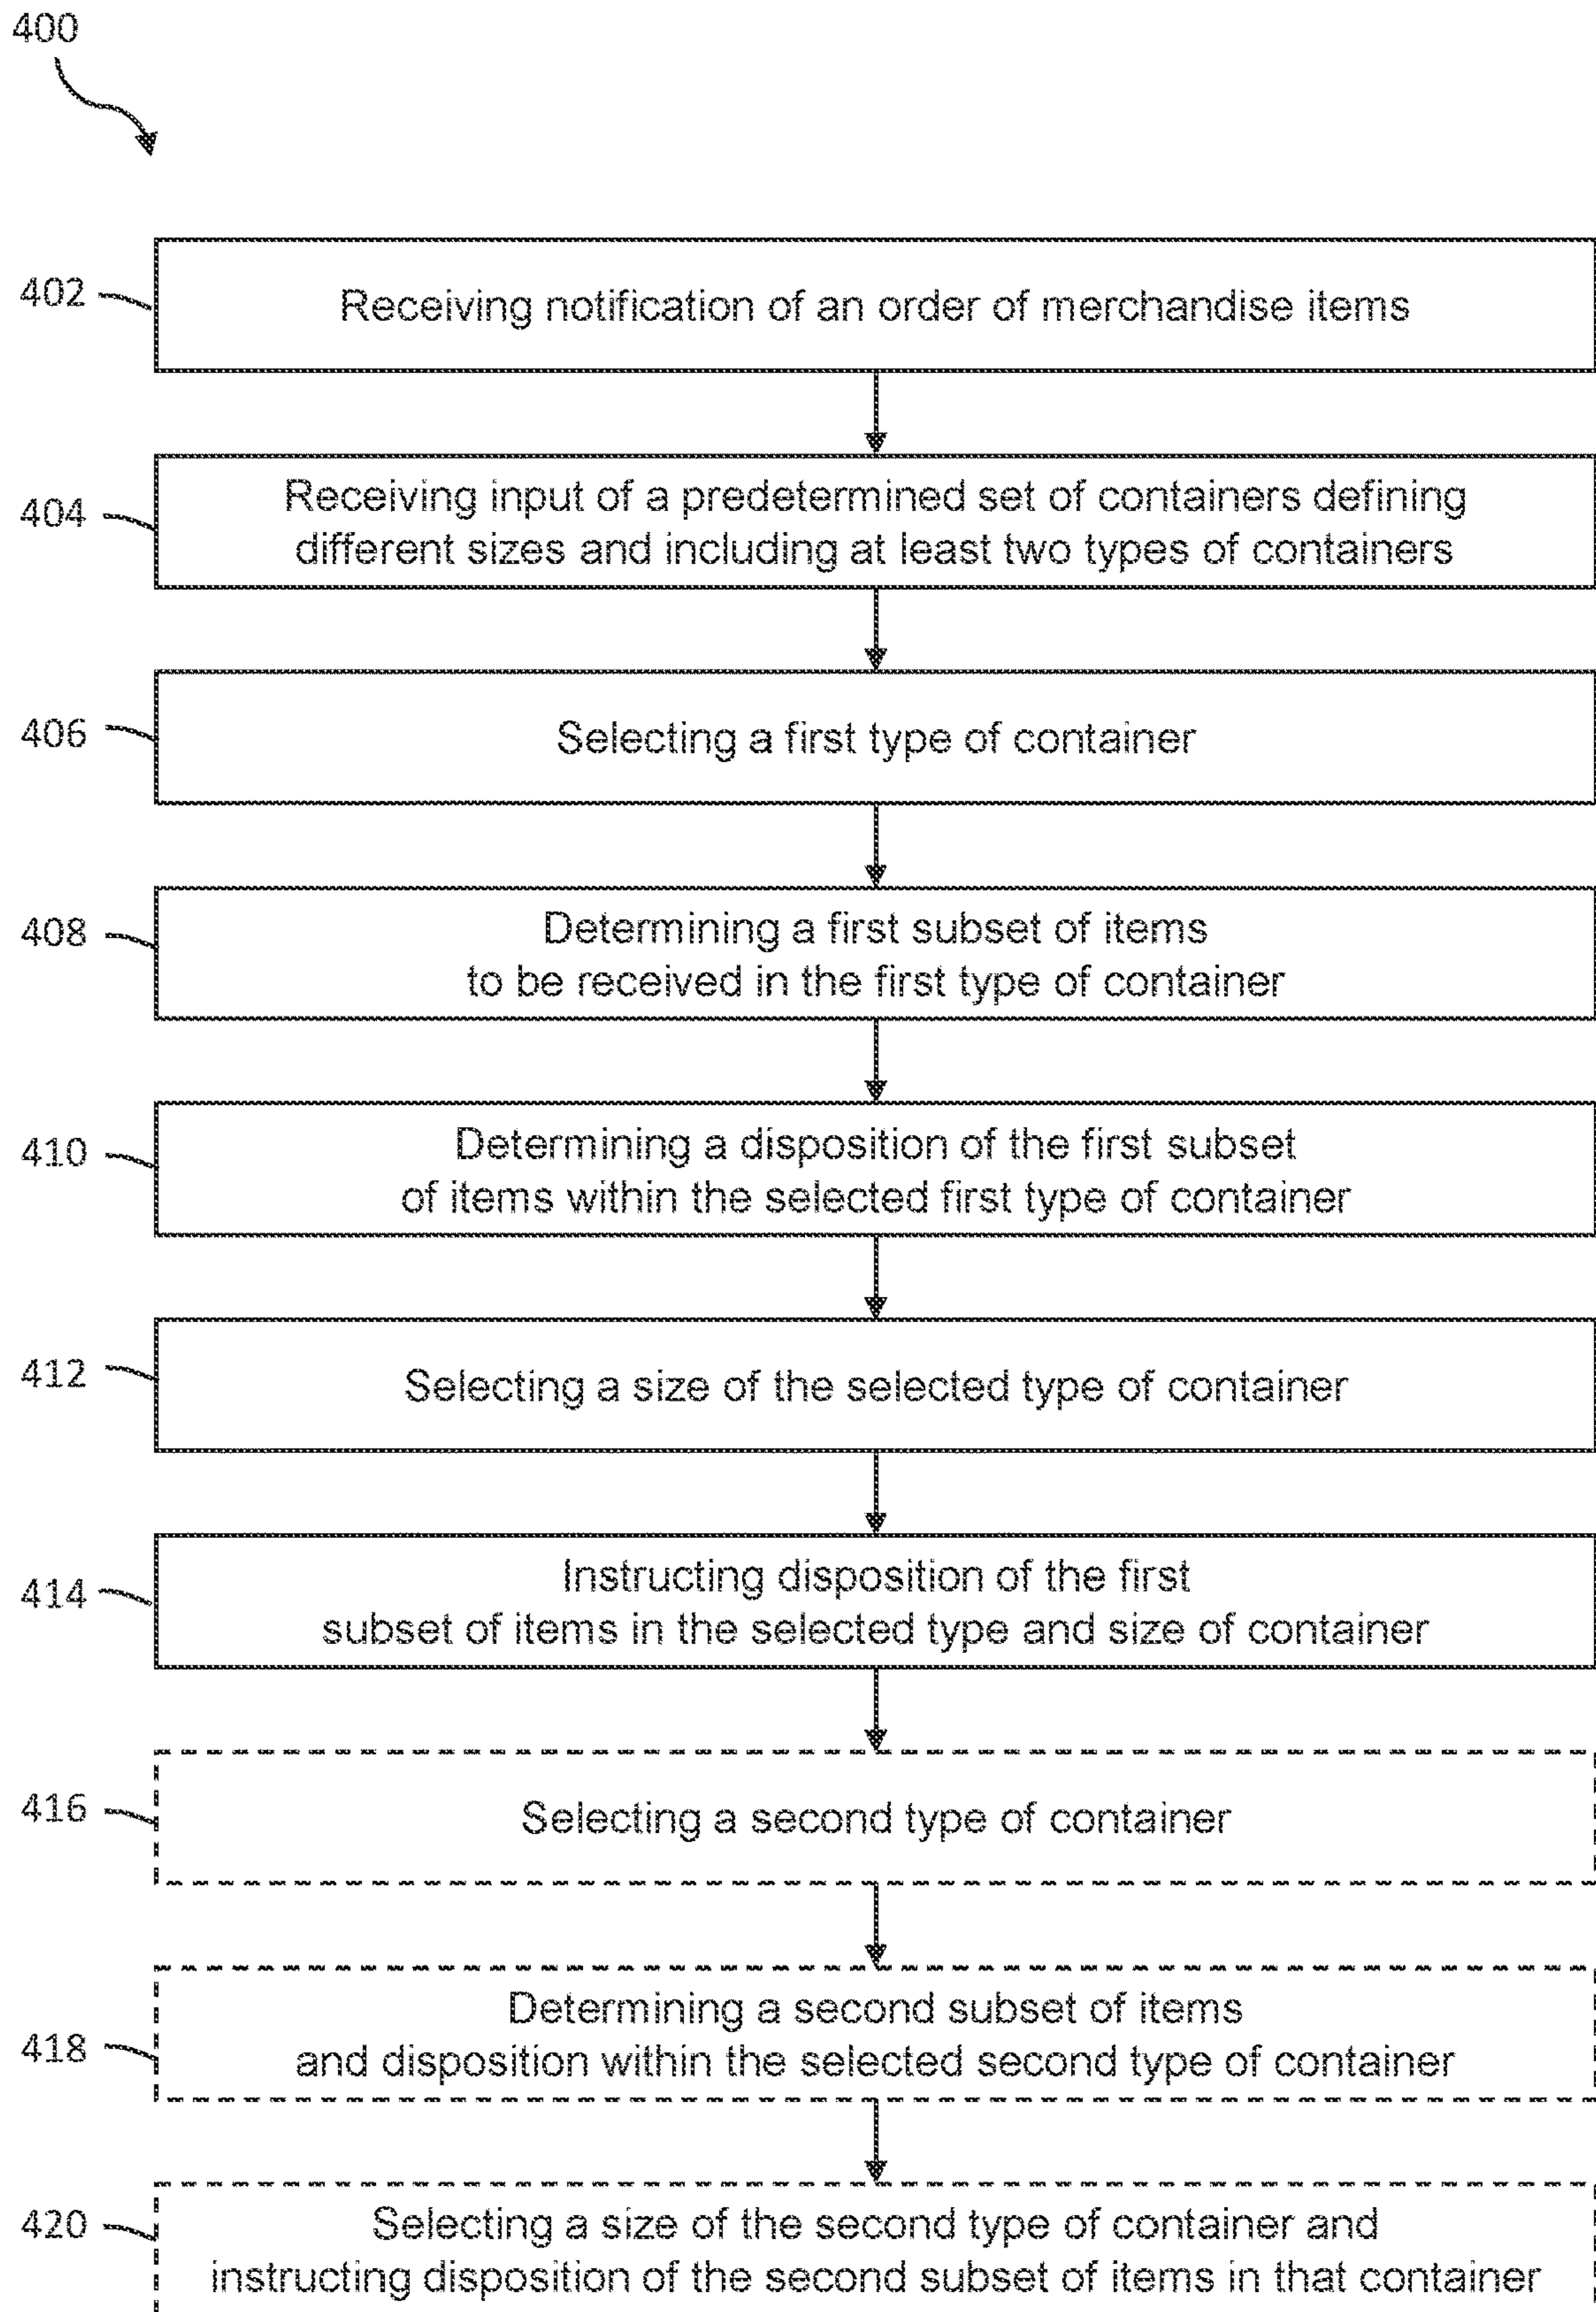 400
402
Receiving notification of an order of merchandise items
404
Receiving input of a predetermined set of containers defining
different sizes and including at least two types of containers
406
Selecting a first type of container
408
Determining a first subset of items
to be received in the first type of container
410
Determining a disposition of the first subset
of items within the selected first type of container
412
Selecting a size of the selected type of container
414
Instructing disposition of the first
subset of items in the selected type and size of container
416
Selecting a second type of container
418
Determining a second subset of items
and disposition within the selected second type of container
420
Selecting a size of the second type of container and
instructing disposition of the second subset of items in that container